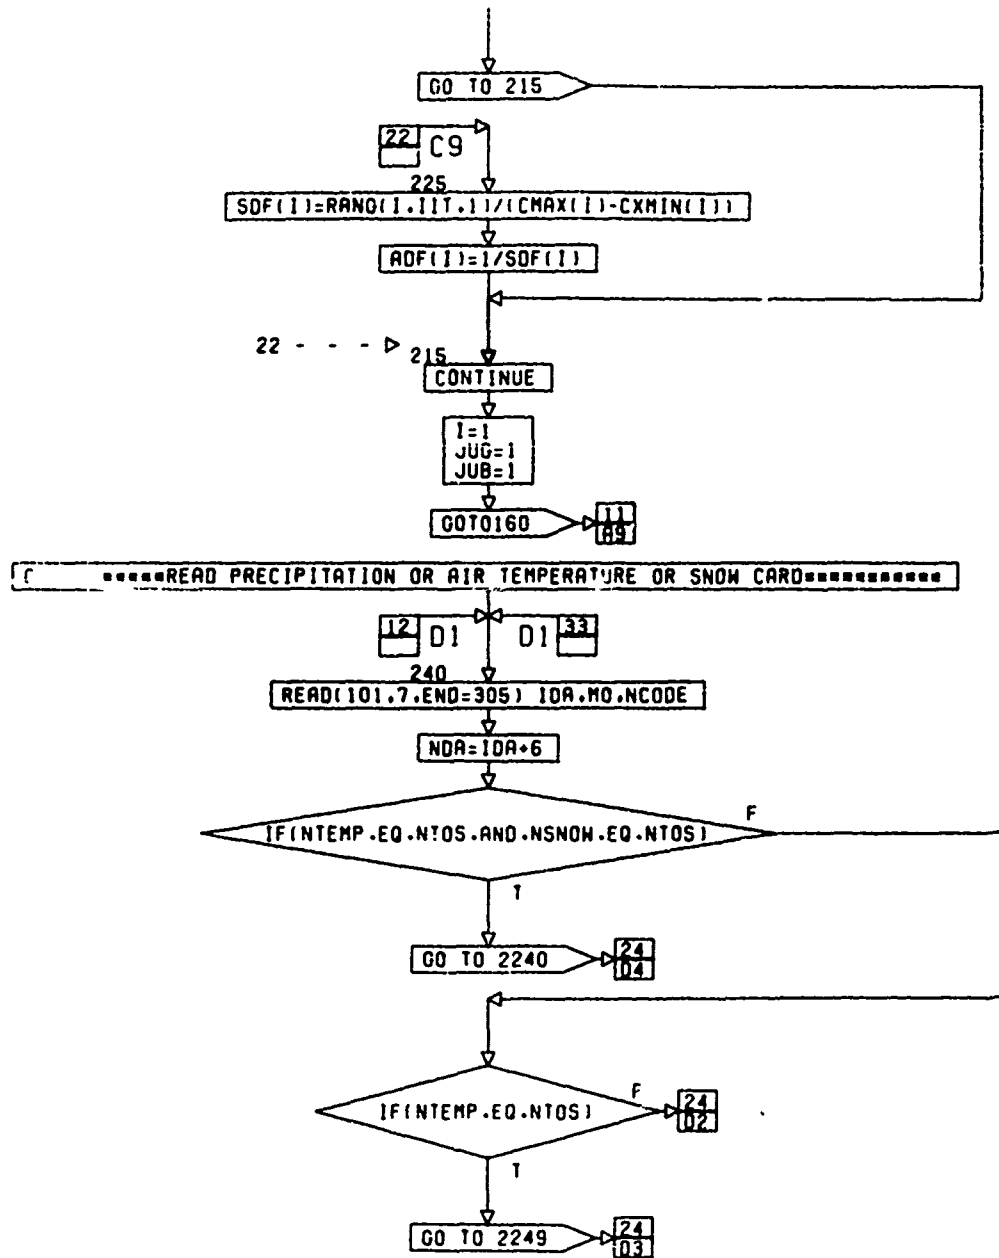 GO TO 215
22
C9
225
SDF(I)=RANO(I.IIT.1)/(CMAX(I)-CXMIN(I))
ADF(I)=1/SDF(I)
22 - - -
215
CONTINUE
I=1
JUG=1
JUB=1
GOTO160
11
A9
C *****READ PRECIPITATION OR AIR TEMPERATURE OR SNOW CARD***********
12
D1
D1
33
240
READ(101.7.END=305) IDA.MO.NCODE
NDA=IDA+6
IF(NTEMP.EQ.NTOS.AND.NSNOW.EQ.NTOS)
F
T
GO TO 2240
24
D4
IF(NTEMP.EQ.NTOS)
F
24
D2
T
GO TO 2249
24
D3